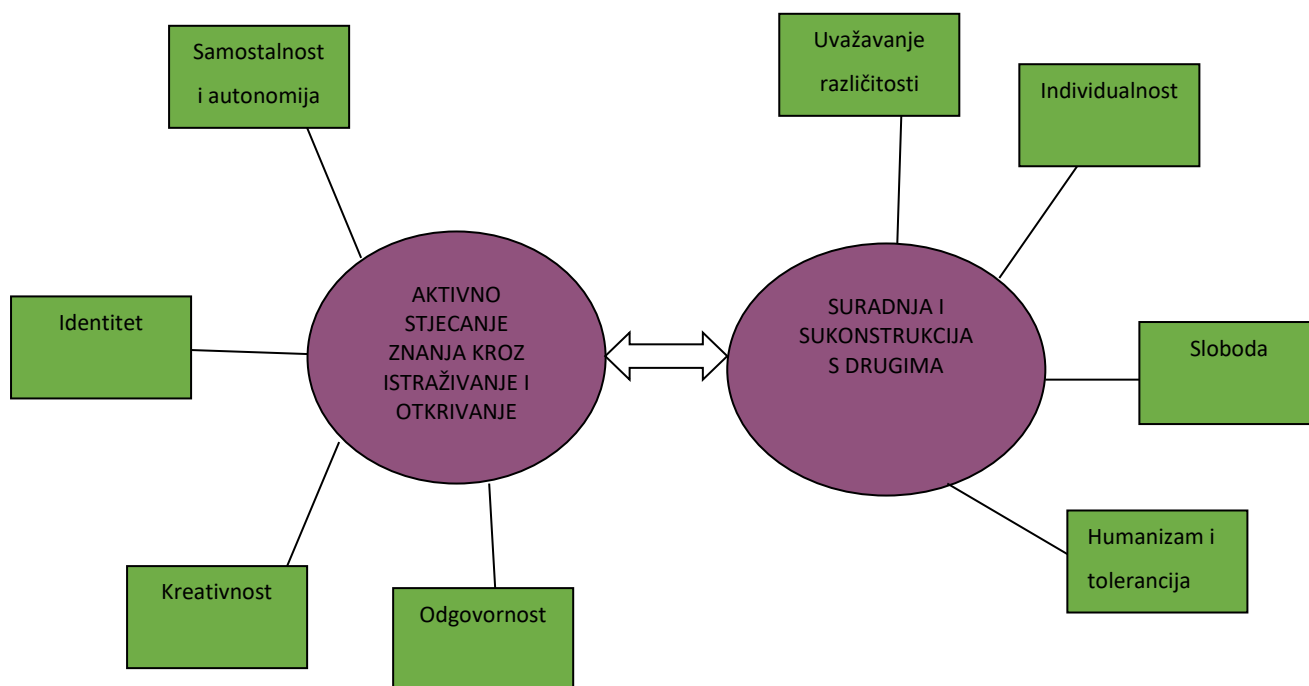 Samostalnost
i autonomija
Uvažavanje
različitosti
Individualnost
Identitet
AKTIVNO
STJECANJE
ZNANJA KROZ
ISTRAŽIVANJE I
OTKRIVANJE
SURADNJA I
SUKONSTRUKCIJA
S DRUGIMA
Sloboda
Kreativnost
Odgovornost
Humanizam i
tolerancija